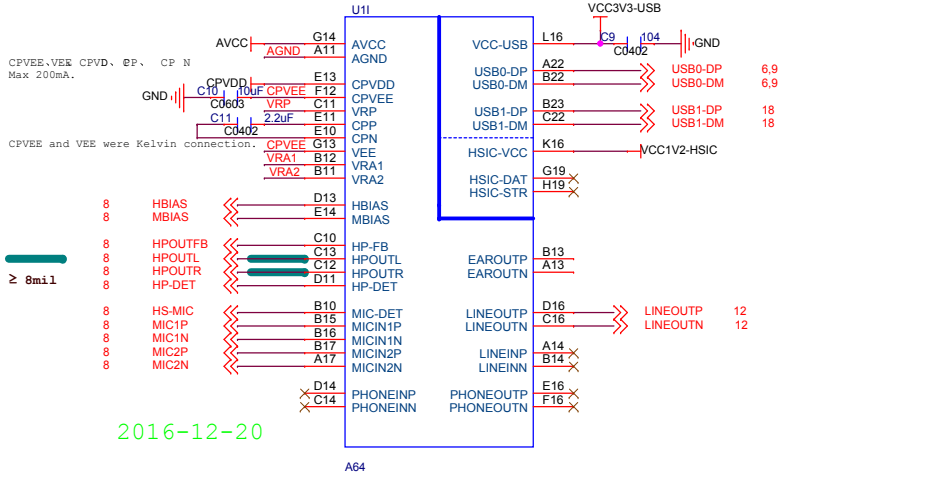 U1I
VCC3V3-USB
AVCC G14 AVCC VCC-USB L16 C9 104 GND
AGND A11 AGND C0402
CPVEE、VEE CPVD、 CPP、 CP N
Max 200mA.
USB0-DP A22 USB0-DP 6,9
USB0-DM B22 USB0-DM 6,9
CPVDD E13 CPVDD
GND C10 10uF CPVEE F12 CPVEE
C0603 VRP C11 VRP USB1-DP B23 USB1-DP 18
C11 2.2uF E11 CPP USB1-DM C22 USB1-DM 18
C0402 E10 CPN
CPVEE and VEE were Kelvin connection.
CPVEE G13 VEE HSIC-VCC K16 VCC1V2-HSIC
VRA1 B12 VRA1
VRA2 B11 VRA2 HSIC-DAT G19
HSIC-STR H19
8 HBIAS D13 HBIAS
8 MBIAS E14 MBIAS
8 HPOUTFB C10 HP-FB
8 HPOUTL C13 HPOUTL EAROUTP B13
8 HPOUTR C12 HPOUTR EAROUTN A13
≥ 8mil
8 HP-DET D11 HP-DET
8 HS-MIC B10 MIC-DET LINEOUTP D16 LINEOUTP 12
8 MIC1P B15 MICIN1P LINEOUTN C16 LINEOUTN 12
8 MIC1N B16 MICIN1N
8 MIC2P B17 MICIN2P LINEINP A14
8 MIC2N A17 MICIN2N LINEINN B14
D14 PHONEINP PHONEOUTP E16
C14 PHONEINN PHONEOUTN F16
2016-12-20
A64